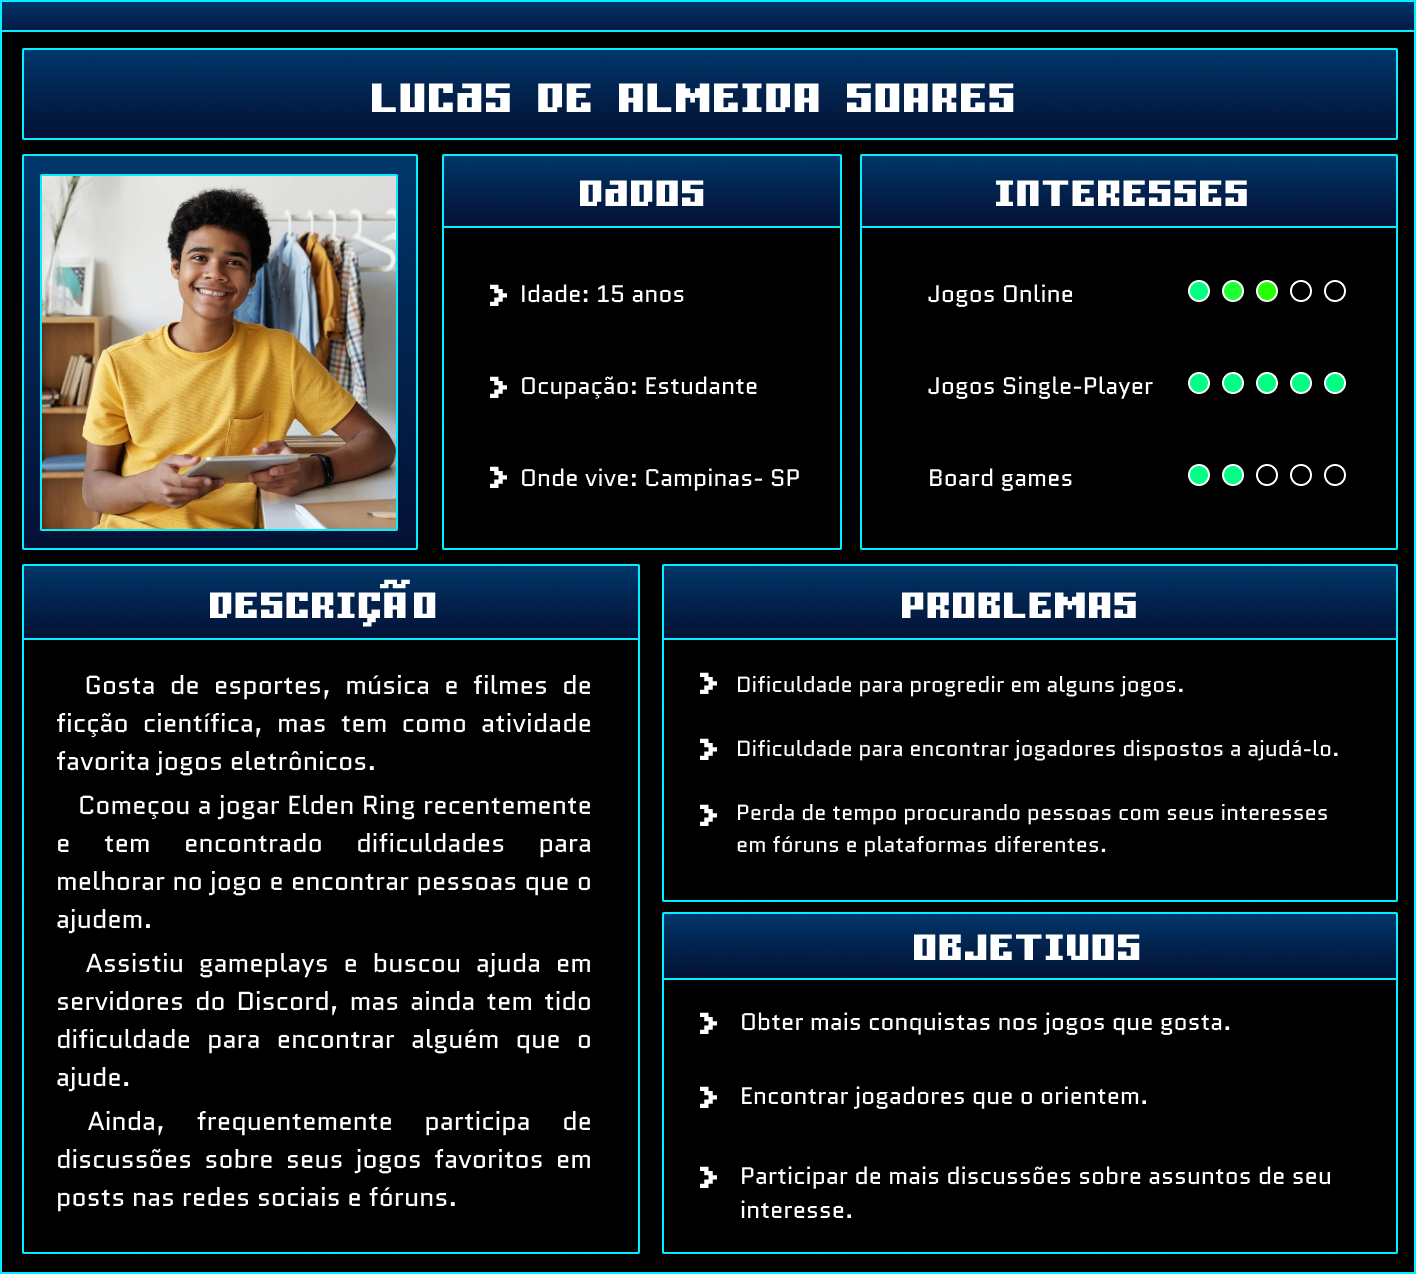 LUCAS DE ALMEIDA SOARES
DADOS
Idade: 15 anos
Ocupação: Estudante
Onde vive: Campinas- SP
INTERESSES
Jogos Online
Jogos Single-Player
Board games
DESCRIÇÃO
Gosta de esportes, música e filmes de
ficção científica, mas tem como atividade
favorita jogos eletrônicos.
Começou a jogar Elden Ring recentemente
e tem encontrado dificuldades para
melhorar no jogo e encontrar pessoas que o
ajudem.
Assistiu gameplays e buscou ajuda em
servidores do Discord, mas ainda tem tido
dificuldade para encontrar alguém que o
ajude.
Ainda, frequentemente participa de
discussões sobre seus jogos favoritos em
posts nas redes sociais e fóruns.
PROBLEMAS
Dificuldade para progredir em alguns jogos.
Dificuldade para encontrar jogadores dispostos a ajudá-lo.
Perda de tempo procurando pessoas com seus interesses
em fóruns e plataformas diferentes.
OBJETIVOS
Obter mais conquistas nos jogos que gosta.
Encontrar jogadores que o orientem.
Participar de mais discussões sobre assuntos de seu
interesse.